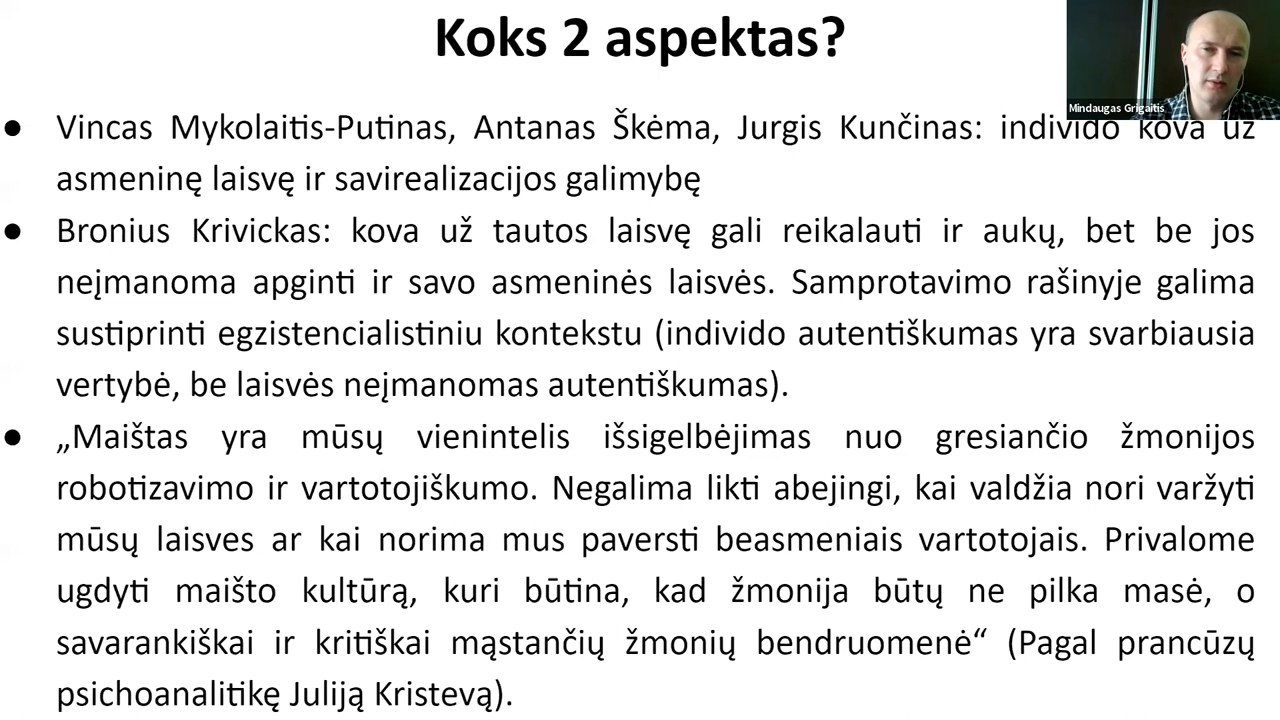 Koks 2 aspektas?
Mindaugas Grigaitis
● Vincas Mykolaitis-Putinas, Antanas Škėma, Jurgis Kunčinas: individo kova už
asmeninę laisvę ir savirealizacijos galimybę
● Bronius Krivickas: kova už tautos laisvę gali reikalauti ir aukų, bet be jos
neįmanoma apginti ir savo asmeninės laisvės. Samprotavimo rašinyje galima
sustiprinti egzistencialistiniu kontekstu (individo autentiškumas yra svarbiausia
vertybė, be laisvės neįmanomas autentiškumas).
● „Maištas yra mūsų vienintelis išsigelbėjimas nuo gresiančio žmonijos
robotizavimo ir vartotojiškumo. Negalima likti abejingi, kai valdžia nori varžyti
mūsų laisves ar kai norima mus paversti beasmeniais vartotojais. Privalome
ugdyti maišto kultūrą, kuri būtina, kad žmonija būtų ne pilka masė, o
savarankiškai ir kritiškai mąstančių žmonių bendruomenė“ (Pagal prancūzų
psichoanalitikę Juliją Kristevą).